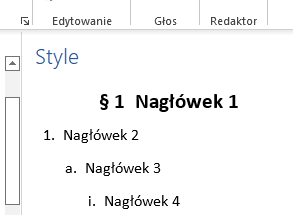 Edytowanie Głos Redaktor
Style
§ 1 Nagłówek 1
1. Nagłówek 2
a. Nagłówek 3
i. Nagłówek 4